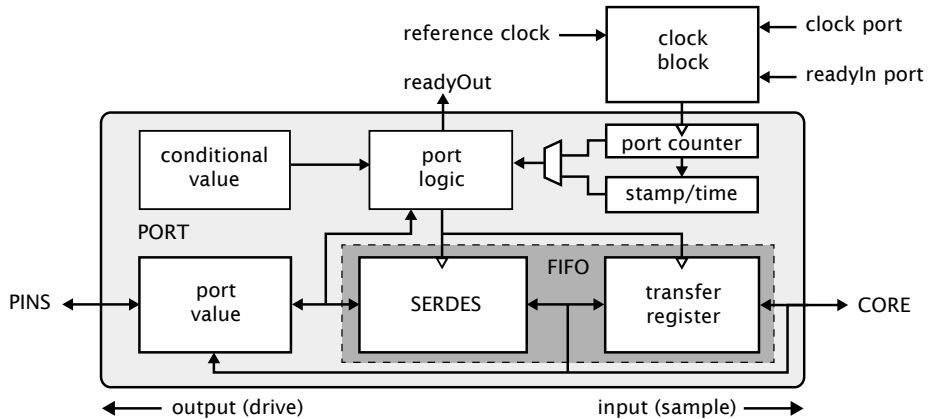 reference clock
clock
block
clock port
readyIn port
readyOut
conditional
value
port
logic
port counter
stamp/time
PORT
FIFO
PINS
port
value
SERDES
transfer
register
CORE
output (drive)
input (sample)